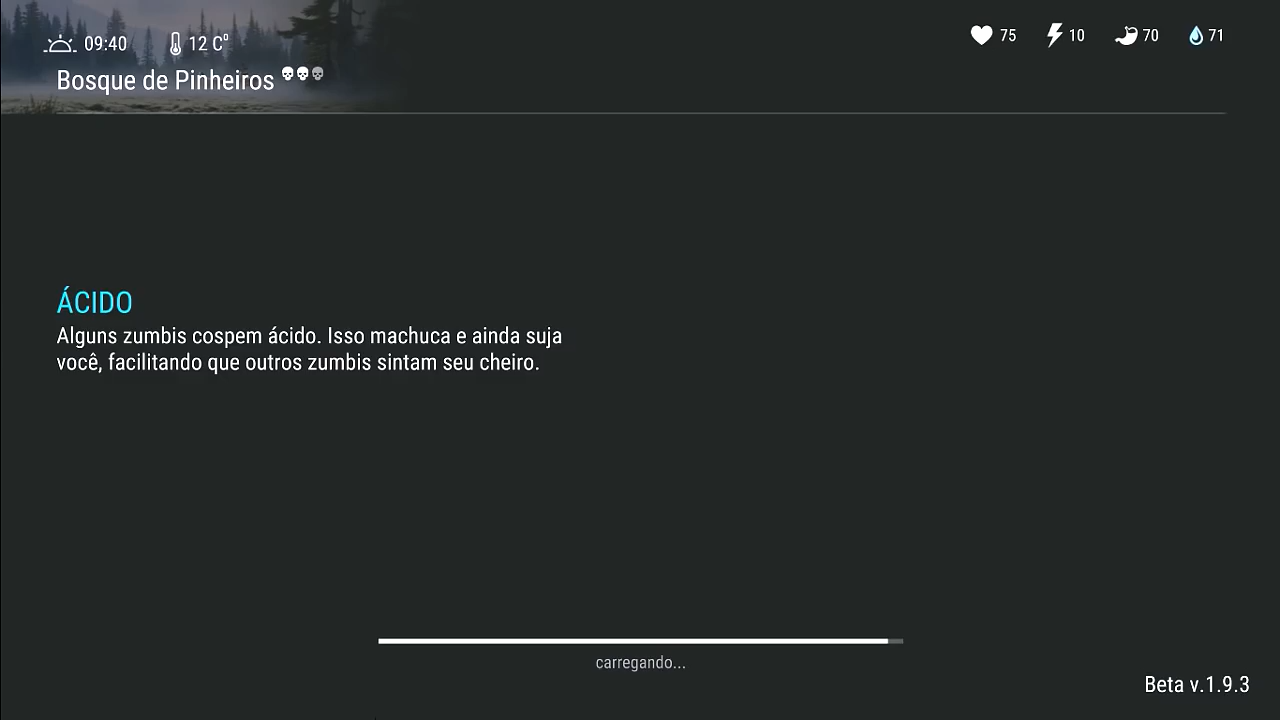 09:40
12 Cº
75
10
70
71
Bosque de Pinheiros
ÁCIDO
Alguns zumbis cospem ácido. Isso machuca e ainda suja
você, facilitando que outros zumbis sintam seu cheiro.
carregando...
Beta v.1.9.3